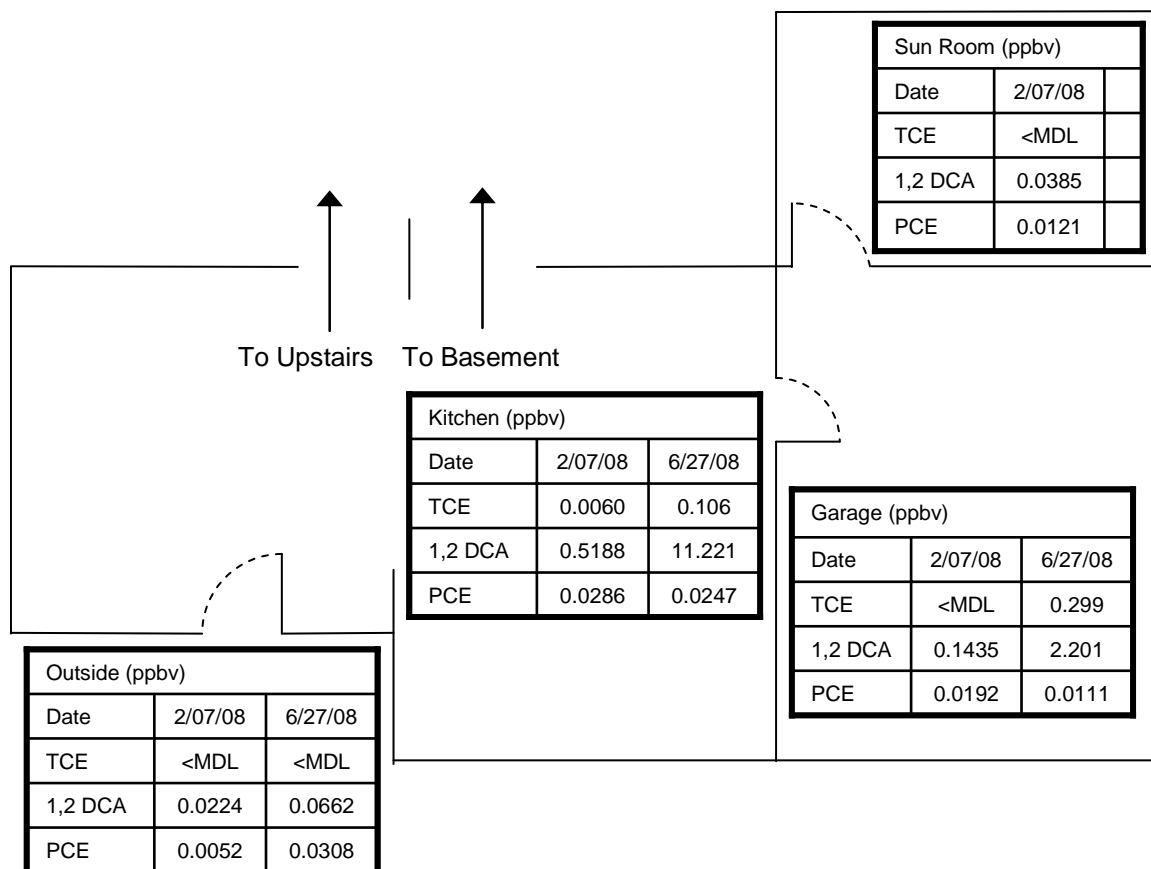 Sun Room (ppbv)
Date 2/07/08
TCE <MDL
1,2 DCA 0.0385
PCE 0.0121
To Upstairs To Basement
Kitchen (ppbv)
Date 2/07/08 6/27/08
TCE 0.0060 0.106
1,2 DCA 0.5188 11.221
PCE 0.0286 0.0247
Garage (ppbv)
Date 2/07/08 6/27/08
TCE <MDL 0.299
1,2 DCA 0.1435 2.201
PCE 0.0192 0.0111
Outside (ppbv)
Date 2/07/08 6/27/08
TCE <MDL <MDL
1,2 DCA 0.0224 0.0662
PCE 0.0052 0.0308